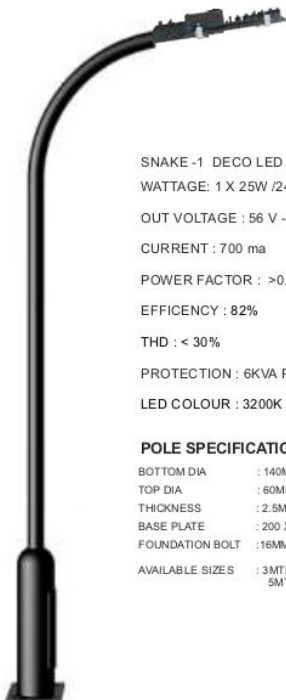 SNAKE -1 DECO LED
WATTAGE: 1 X 25W /24
OUT VOLTAGE : 56 V -
CURRENT : 700 ma
POWER FACTOR : >0.
EFFICENCY : 82%
THD : < 30%
PROTECTION : 6KVA
LED COLOUR : 3200K
POLE SPECIFICATIO
BOTTOM DIA : 140M
TOP DIA : 60M
THICKNESS : 2.5M
BASE PLATE : 200 X
FOUNDATION BOLT :16MM
AVAILABLE SIZES : 3MT
5MT